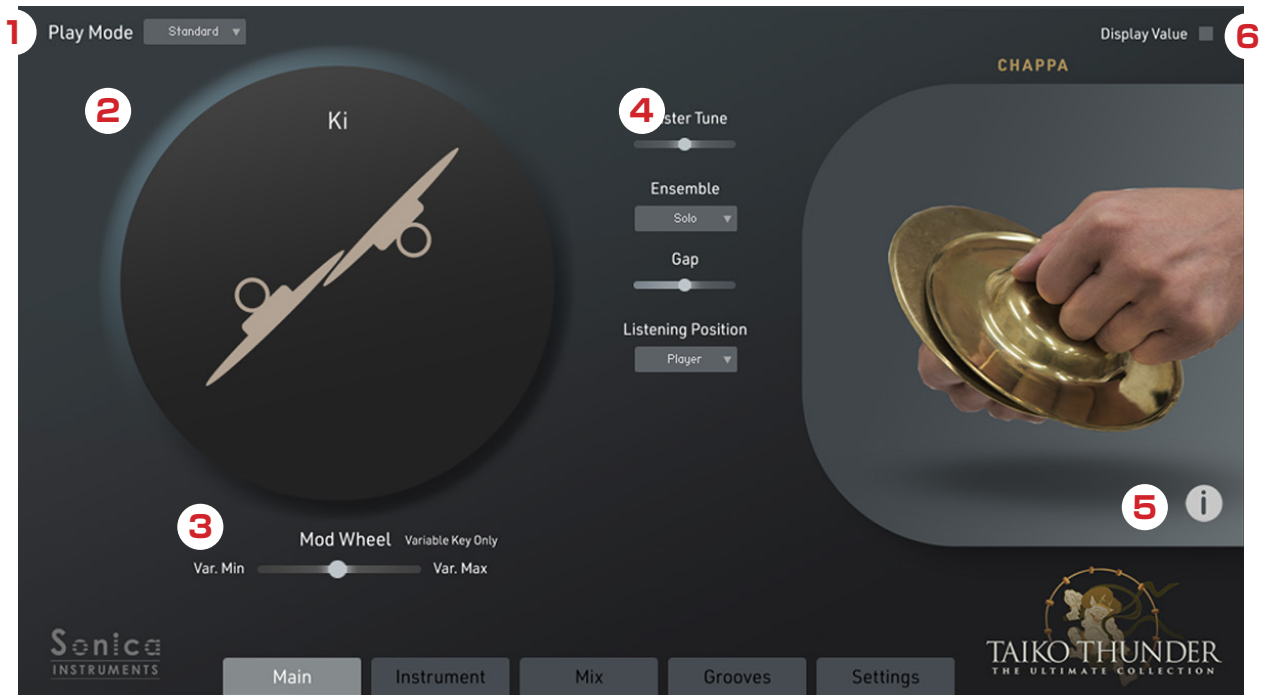 1
Play Mode
Standard
Display Value
6
CHAPPA
2
Ki
4
ster Tune
Ensemble
Solo
Gap
Listening Position
Player
5
i
3
Mod Wheel Variable Key Only
Var. Min
Var. Max
Sonica
INSTRUMENTS
TAIKO THUNDER
THE ULTIMATE COLLECTION
Main
Instrument
Mix
Grooves
Settings